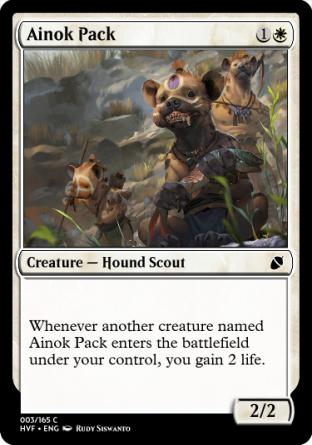 Ainok Pack 1
Creature — Hound Scout
Whenever another creature named
Ainok Pack enters the battlefield
under your control, you gain 2 life.
2/2
003/165 C
HVF • ENG Rudy Siswanto